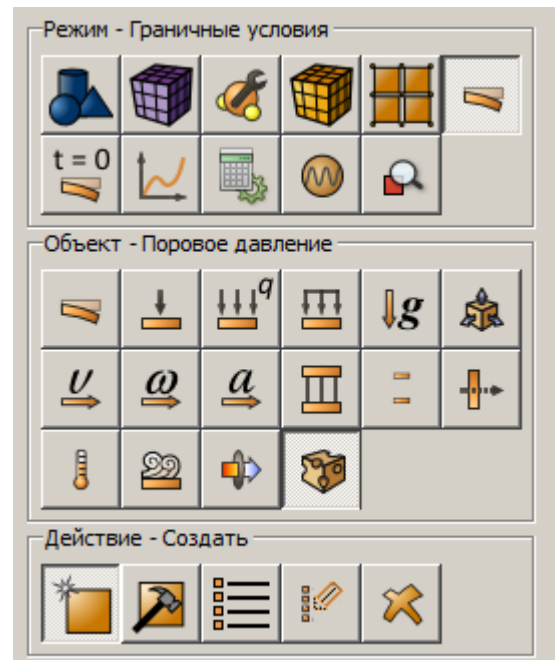 Режим - Граничные условия
t = 0
Объект - Поровое давление
q
g
υ ω a
Действие - Создать